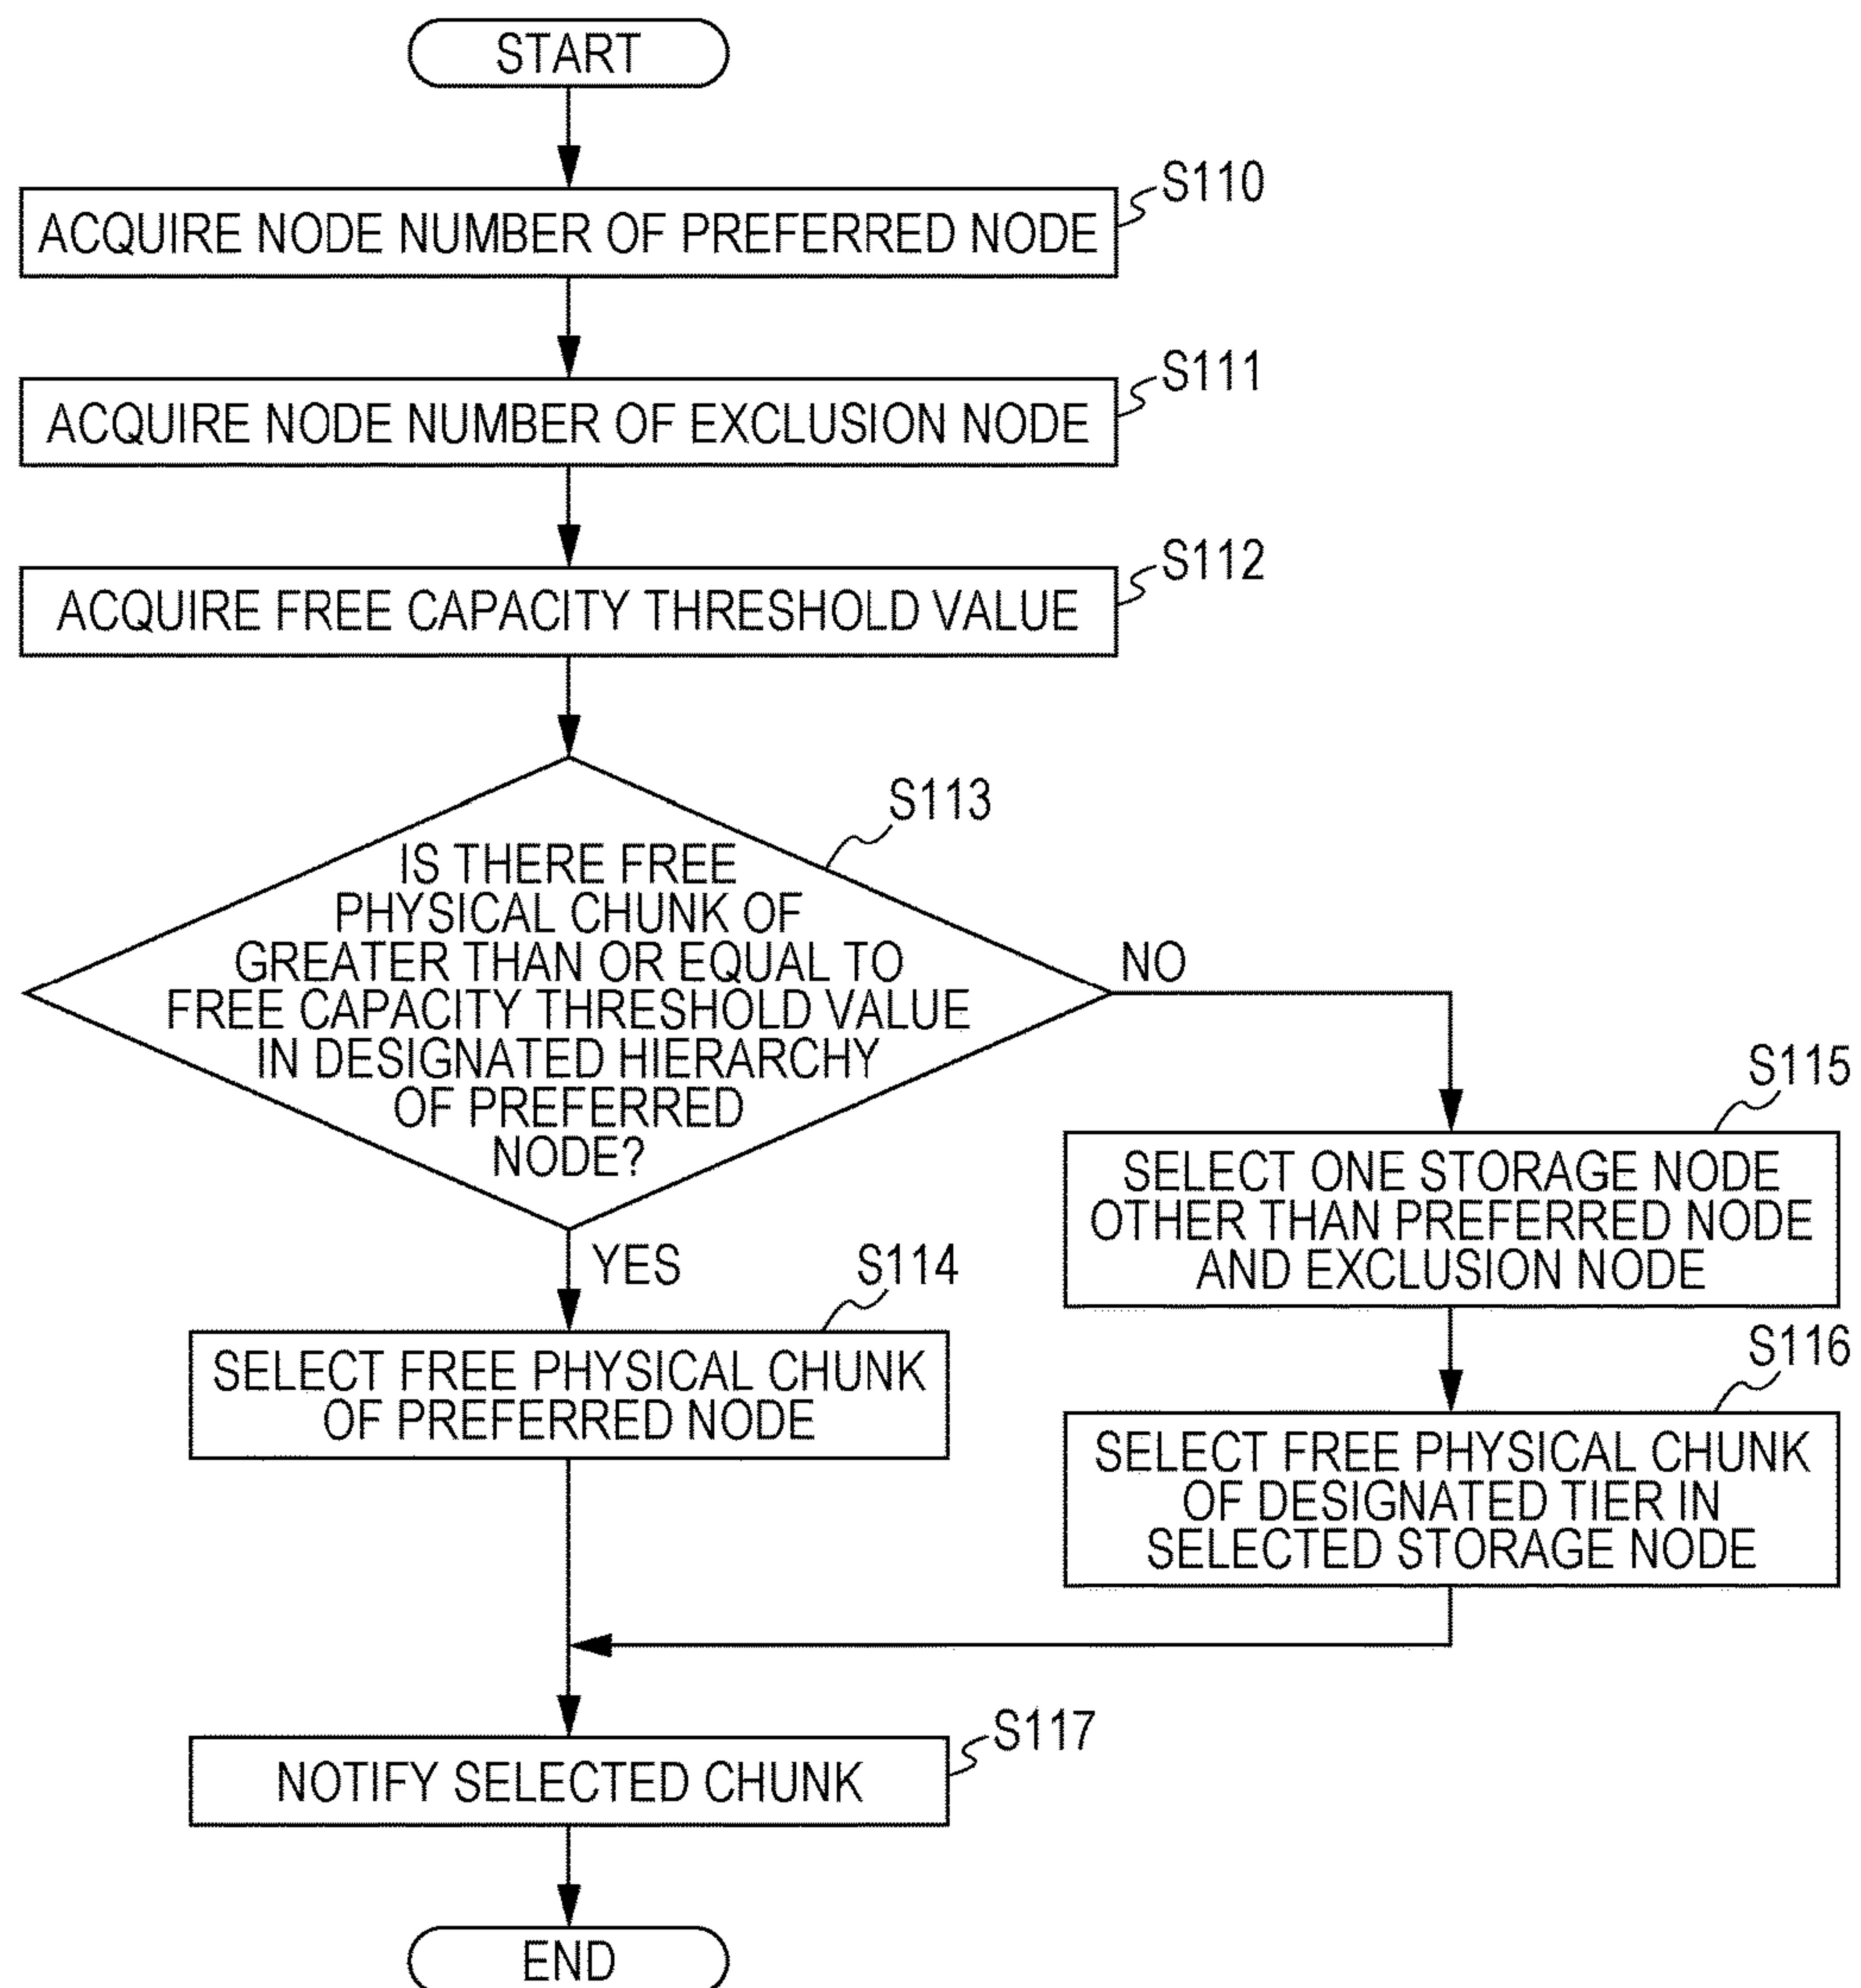 START
S110
ACQUIRE NODE NUMBER OF PREFERRED NODE
S111
ACQUIRE NODE NUMBER OF EXCLUSION NODE
S112
ACQUIRE FREE CAPACITY THRESHOLD VALUE
S113
IS THERE FREE
PHYSICAL CHUNK OF
GREATER THAN OR EQUAL TO
FREE CAPACITY THRESHOLD VALUE
IN DESIGNATED HIERARCHY
OF PREFERRED
NODE?
NO
YES
S114
SELECT FREE PHYSICAL CHUNK
OF PREFERRED NODE
S115
SELECT ONE STORAGE NODE
OTHER THAN PREFERRED NODE
AND EXCLUSION NODE
S116
SELECT FREE PHYSICAL CHUNK
OF DESIGNATED TIER IN
SELECTED STORAGE NODE
S117
NOTIFY SELECTED CHUNK
END